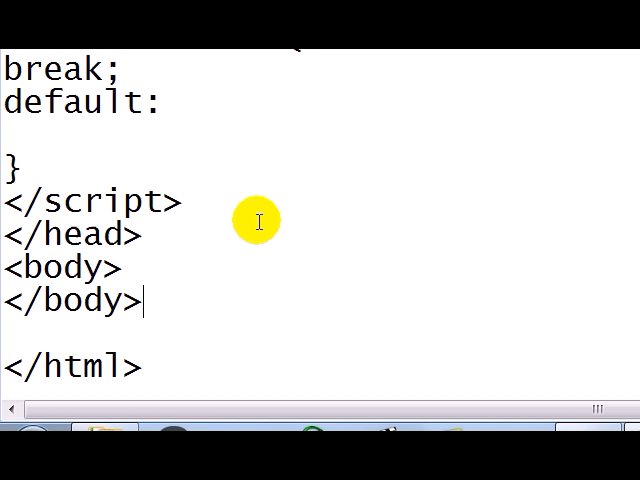 break;
default:
}
</script>
</head>
<body>
</body>
</html>